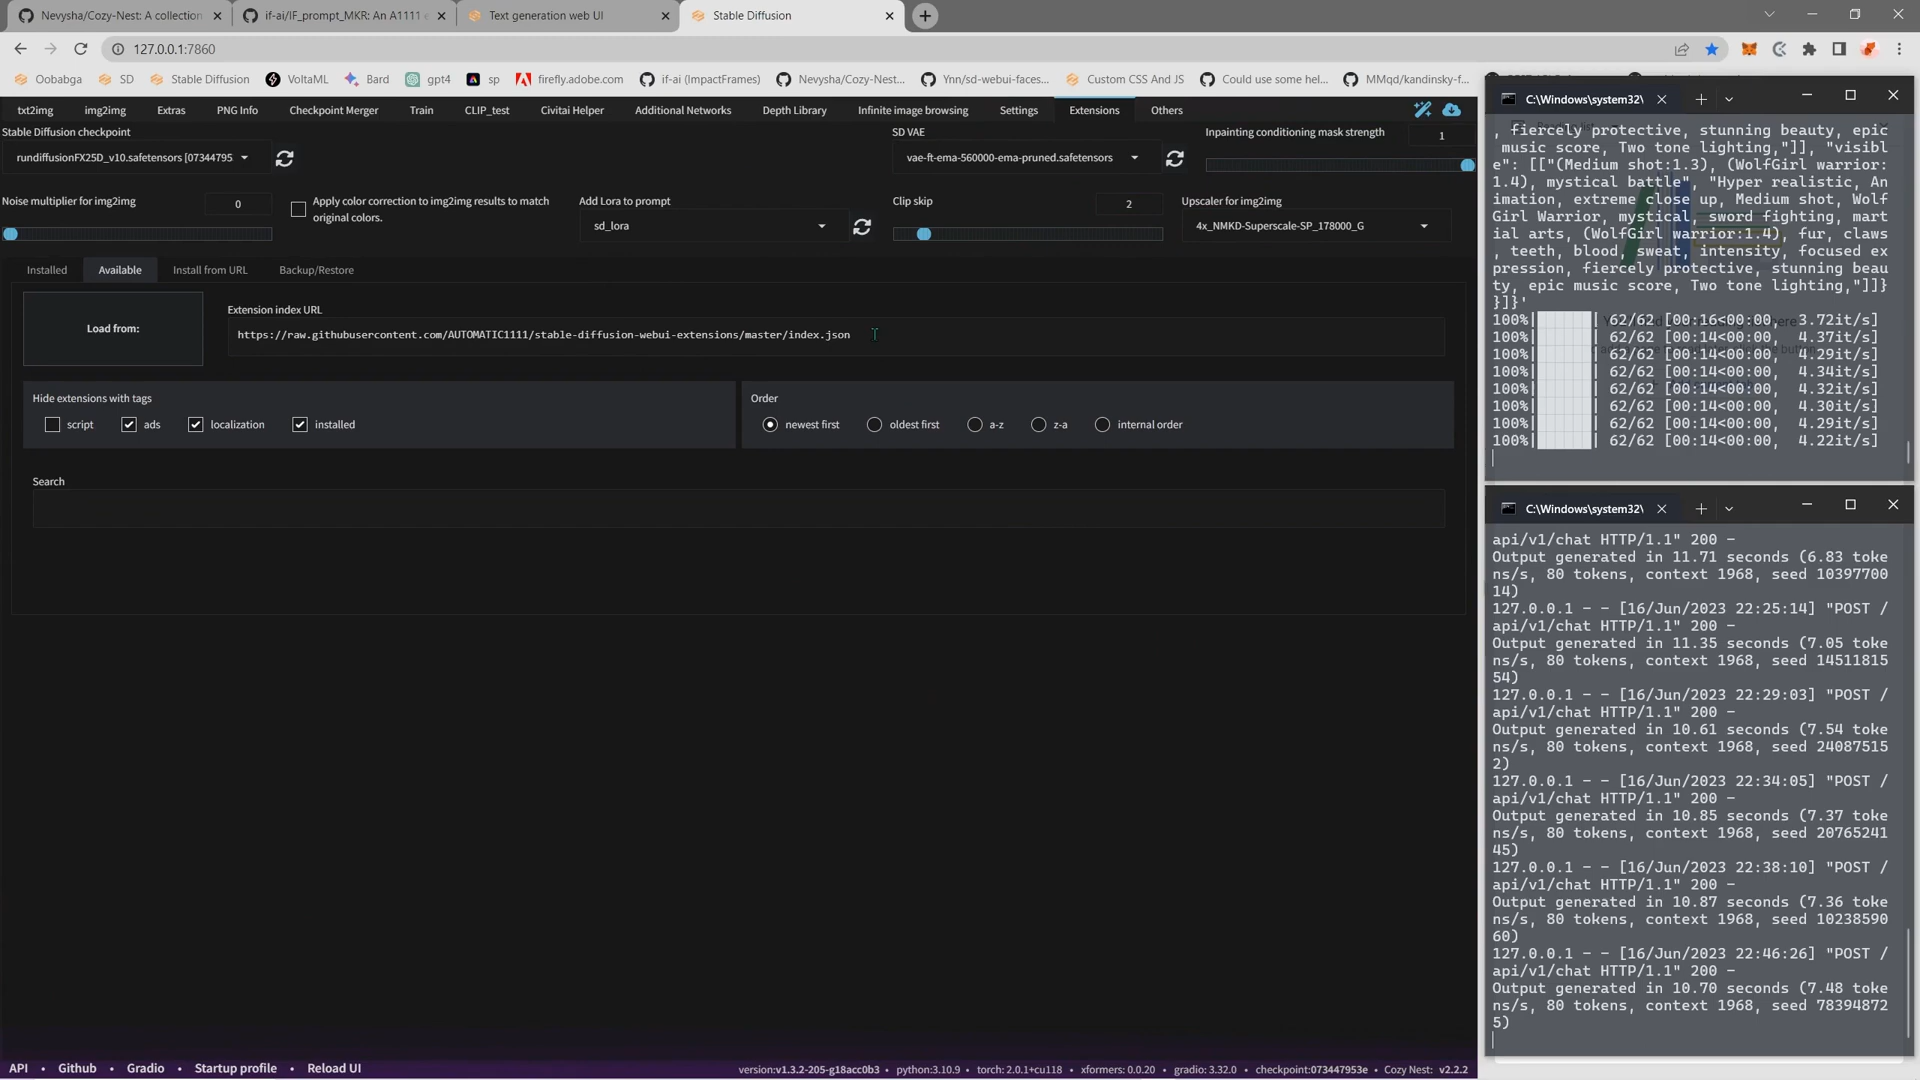 Nevysha/Cozy-Nest: A collection
if-ai/IF_prompt_MKR: An A1111 e
Text generation web UI
Stable Diffusion
127.0.0.1:7860
Oobabga
SD
Stable Diffusion
VoltaML
Bard
gpt4
sp
firefly.adobe.com
if-ai (ImpactFrames)
Nevysha/Cozy-Nest...
Ynn/sd-webui-faces...
Custom CSS And JS
Could use some hel...
MMqd/kandinsky-f...
txt2img
img2img
Extras
PNG Info
Checkpoint Merger
Train
CLIP_test
Civitai Helper
Additional Networks
Depth Library
Infinite image browsing
Settings
Extensions
Others
Stable Diffusion checkpoint
rundiffusionFX25D_v10.safetensors [07344795
SD VAE
vae-ft-ema-560000-ema-pruned.safetensors
Inpainting conditioning mask strength
1
Noise multiplier for img2img
0
Apply color correction to img2img results to match
original colors.
Add Lora to prompt
sd_lora
Clip skip
2
Upscaler for img2img
4x_NMKD-Superscale-SP_178000_G
Installed
Available
Install from URL
Backup/Restore
Load from:
Extension index URL
https://raw.githubusercontent.com/AUTOMATIC1111/stable-diffusion-webui-extensions/master/index.json
Hide extensions with tags
script
ads
localization
installed
Order
newest first
oldest first
a-z
z-a
internal order
Search
API • Github • Gradio • Startup profile • Reload UI
version: v1.3.2-205-g18acc0b3 • python: 3.10.9 • torch: 2.0.1+cu118 • xformers: 0.0.20 • gradio: 3.32.0 • checkpoint: 073447953e • Cozy Nest: v2.2.2
C:\Windows\system32\
, fiercely protective, stunning beauty, epic
music score, Two tone lighting,"]], "visibl
e": [["(Medium shot:1.3), (WolfGirl warrior:
1.4), mystical battle", "Hyper realistic, An
imation, extreme close up, Medium shot, Wolf
Girl Warrior, mystical, sword fighting, mart
ial arts, (WolfGirl warrior:1.4), fur, claws
, teeth, blood, sweat, intensity, focused ex
pression, fiercely protective, stunning beau
ty, epic music score, Two tone lighting,"]]}
}]}'
100%| | 62/62 [00:16<00:00, 3.72it/s]
100%| | 62/62 [00:14<00:00, 4.37it/s]
100%| | 62/62 [00:14<00:00, 4.29it/s]
100%| | 62/62 [00:14<00:00, 4.34it/s]
100%| | 62/62 [00:14<00:00, 4.32it/s]
100%| | 62/62 [00:14<00:00, 4.30it/s]
100%| | 62/62 [00:14<00:00, 4.29it/s]
100%| | 62/62 [00:14<00:00, 4.22it/s]
C:\Windows\system32\
api/v1/chat HTTP/1.1" 200 -
Output generated in 11.71 seconds (6.83 toke
ns/s, 80 tokens, context 1968, seed 10397700
14)
127.0.0.1 - - [16/Jun/2023 22:25:14] "POST /
api/v1/chat HTTP/1.1" 200 -
Output generated in 11.35 seconds (7.05 toke
ns/s, 80 tokens, context 1968, seed 14511815
54)
127.0.0.1 - - [16/Jun/2023 22:29:03] "POST /
api/v1/chat HTTP/1.1" 200 -
Output generated in 10.61 seconds (7.54 toke
ns/s, 80 tokens, context 1968, seed 24087515
2)
127.0.0.1 - - [16/Jun/2023 22:34:05] "POST /
api/v1/chat HTTP/1.1" 200 -
Output generated in 10.85 seconds (7.37 toke
ns/s, 80 tokens, context 1968, seed 20765241
45)
127.0.0.1 - - [16/Jun/2023 22:38:10] "POST /
api/v1/chat HTTP/1.1" 200 -
Output generated in 10.87 seconds (7.36 toke
ns/s, 80 tokens, context 1968, seed 10238590
60)
127.0.0.1 - - [16/Jun/2023 22:46:26] "POST /
api/v1/chat HTTP/1.1" 200 -
Output generated in 10.70 seconds (7.48 toke
ns/s, 80 tokens, context 1968, seed 78394872
5)